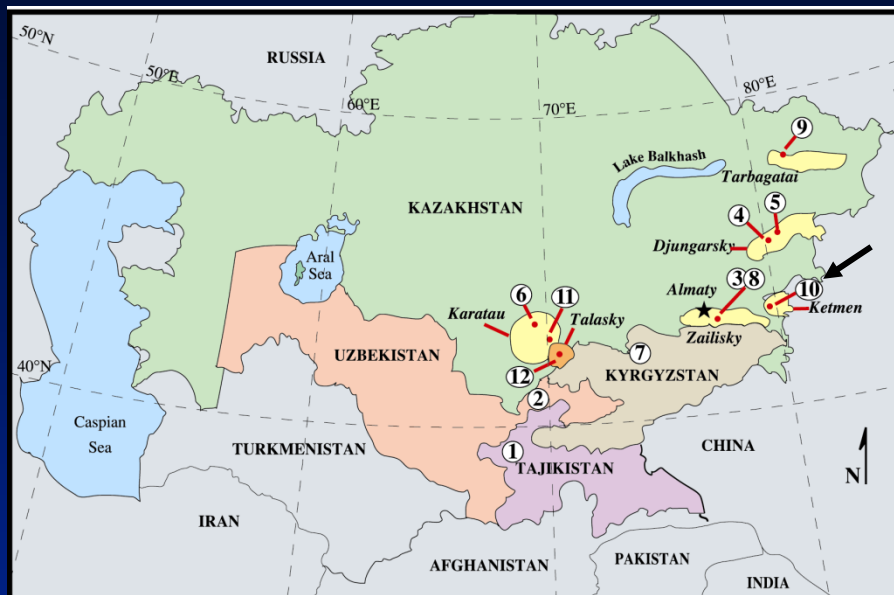 50°N
RUSSIA
50°E
60°E
70°E
80°E
9
Lake Balkhash
Tarbagatai
KAZAKHSTAN
4
5
Djungarsky
Aral
Sea
Almaty
3
8
10
Ketmen
6
11
Karatau
Talasky
Zailisky
UZBEKISTAN
7
KYRGYZSTAN
12
40°N
2
Caspian
Sea
TURKMENISTAN
1
TAJIKISTAN
CHINA
N
IRAN
AFGHANISTAN
PAKISTAN
INDIA